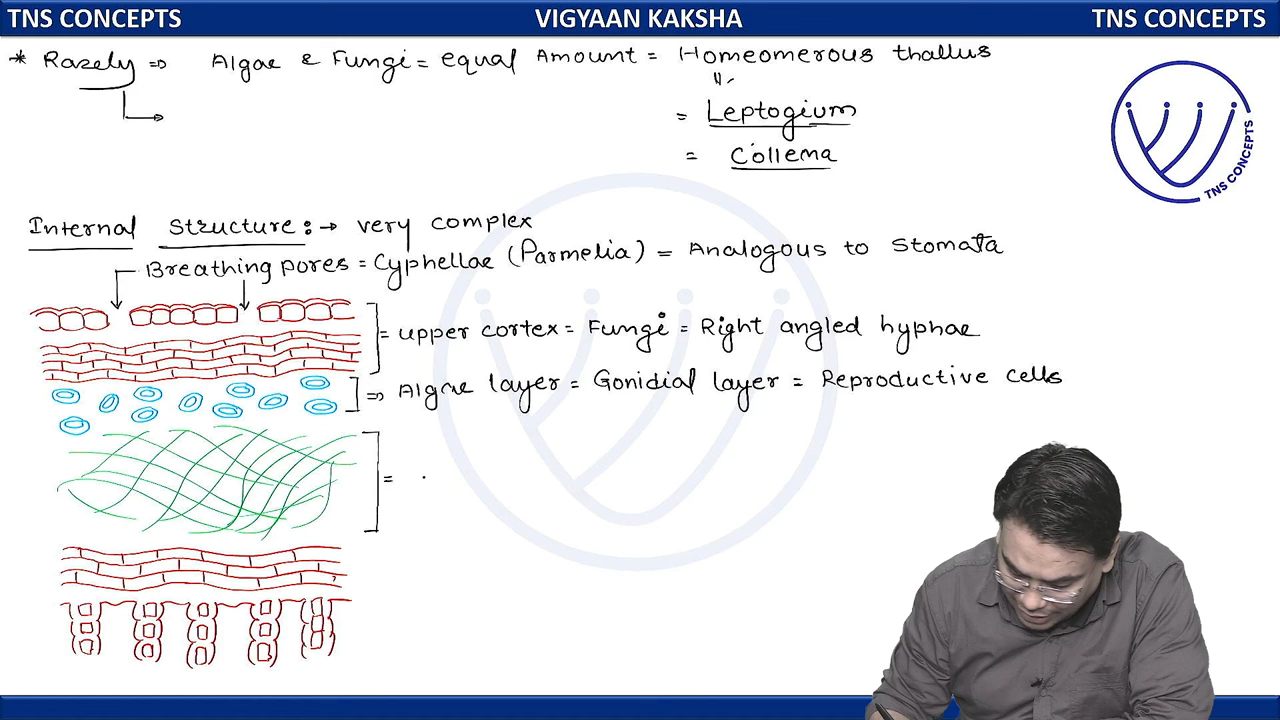 TNS CONCEPTS VIGYAAN KAKSHA TNS CONCEPTS
* Rarely ⇒ Algae & Fungi = equal Amount = Homeomerous thallus
= Leptogium
= Collema
TNS CONCEPTS
Internal Structure :→ very complex
Breathing pores = Cyphellae (Parmelia) = Analogous to Stomata
= upper cortex = Fungi = Right angled hyphae
⇒ Algae layer = Gonidial layer = Reproductive cells
=